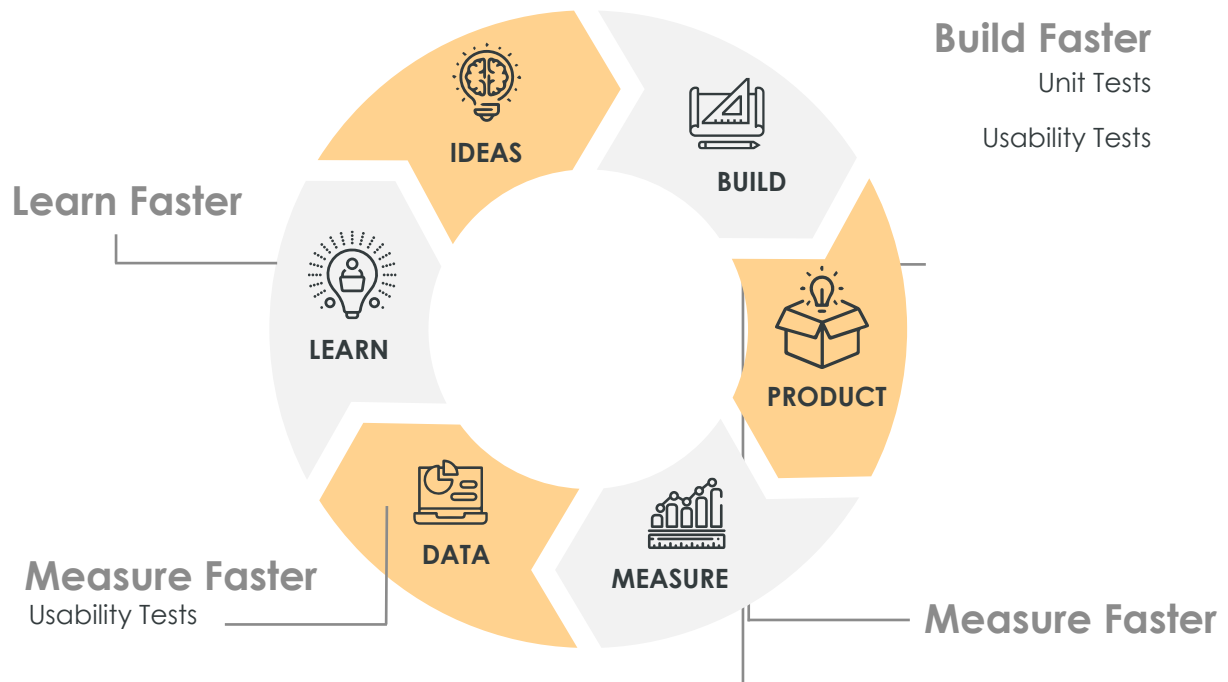 Build Faster
Unit Tests
Usability Tests
IDEAS
BUILD
Learn Faster
LEARN
PRODUCT
DATA
MEASURE
Measure Faster
Usability Tests
Measure Faster